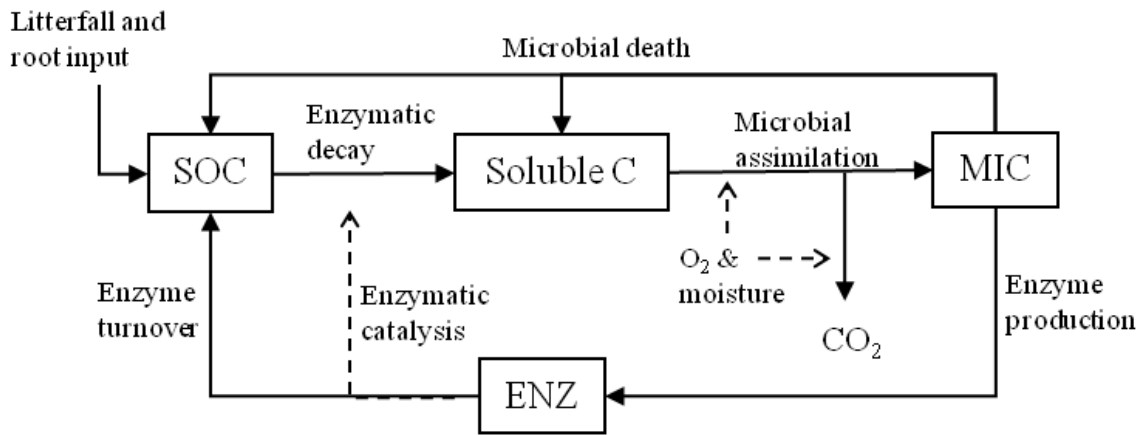 Litterfall and
root input
Microbial death
Enzymatic
decay
Microbial
assimilation
SOC
Soluble C
MIC
O₂ &
moisture
Enzyme
turnover
Enzymatic
catalysis
Enzyme
production
CO₂
ENZ